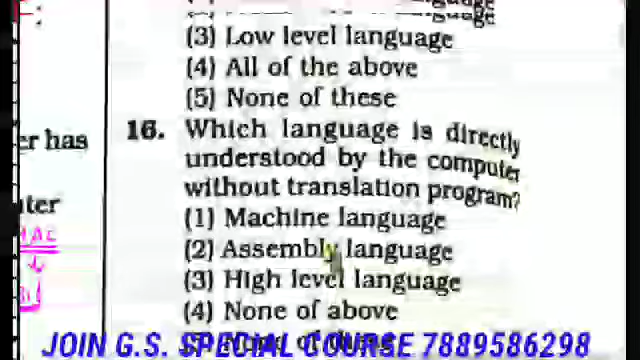 (3) Low level language
(4) All of the above
(5) None of these
er has
16. Which language is directly
understood by the computer
without translation program?
(1) Machine language
(2) Assembly language
(3) High level language
(4) None of above
JOIN G.S. SPECIAL COURSE 7889586298